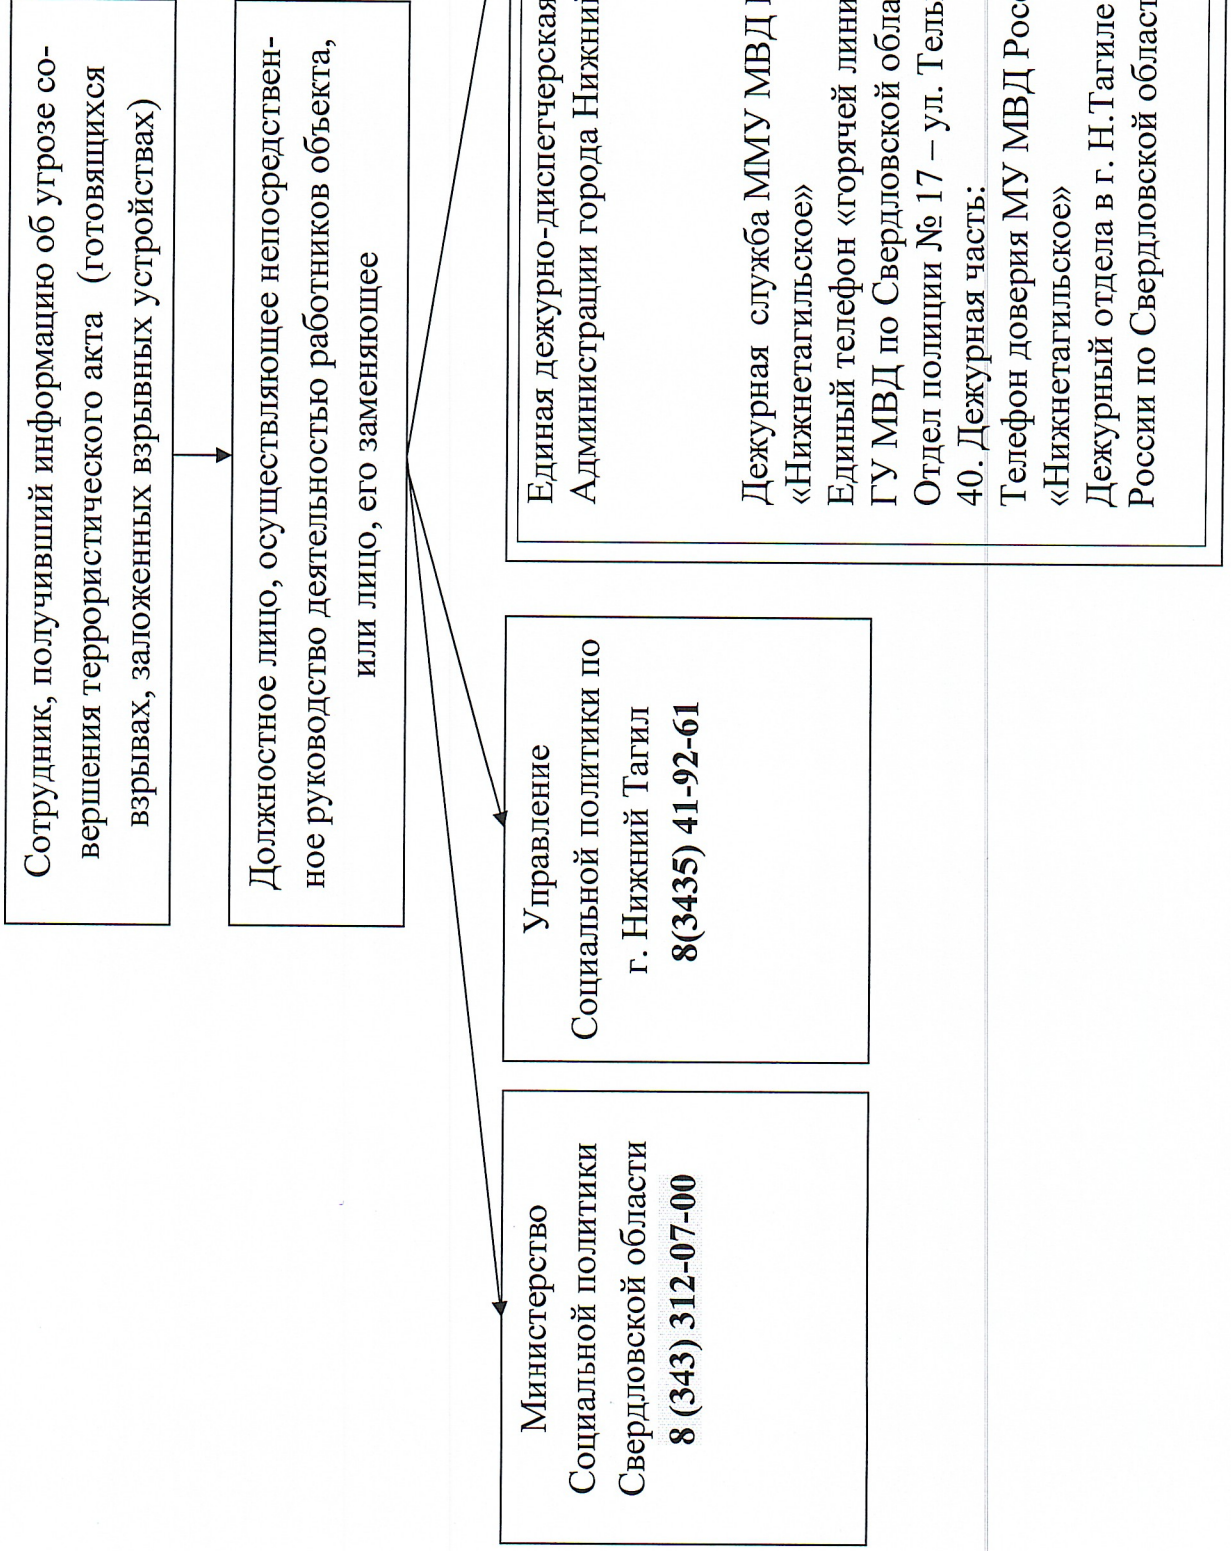 Сотрудник, получивший информацию об угрозе со-
вершения террористического акта (готовящихся
взрывах, заложенных взрывных устройствах)
Должностное лицо, осуществляющее непосредствен-
ное руководство деятельностью работников объекта,
или лицо, его заменяющее
Министерство
Социальной политики
Свердловской области
8 (343) 312-07-00
Управление
Социальной политики по
г. Нижний Тагил
8(3435) 41-92-61
Единая дежурно-диспетчерская
Администрации города Нижний
Дежурная служба ММУ МВД
«Нижнетагильское»
Единый телефон «горячей лини
ГУ МВД по Свердловской обла
Отдел полиции № 17 – ул. Тель
40. Дежурная часть:
Телефон доверия МУ МВД Рос
«Нижнетагильское»
Дежурный отдела в г. Н.Тагиле
России по Свердловской област